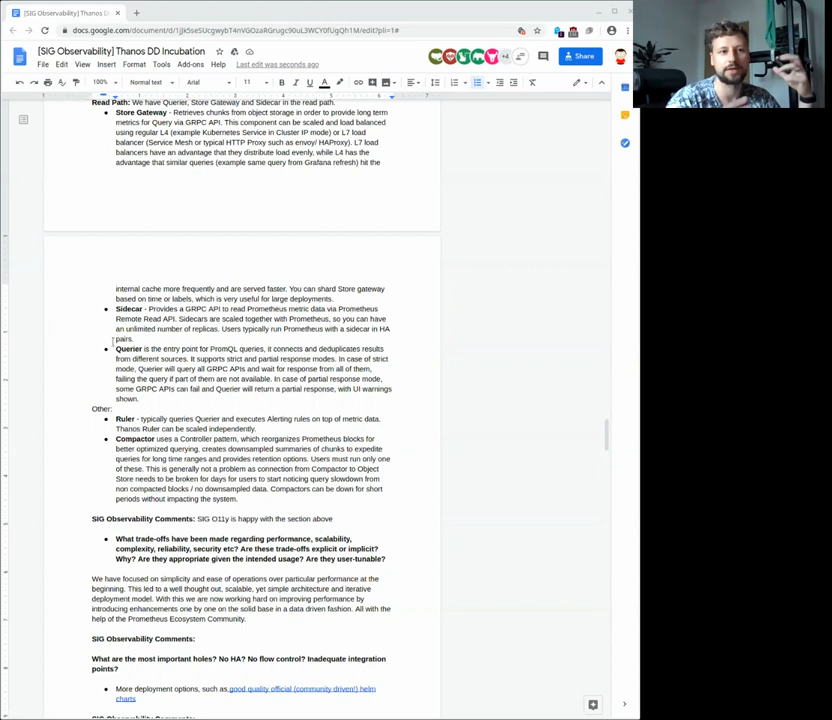 [SIG Observability] Thanos DD Incubation
docs.google.com/document/d/1jjk5se5UcgwybT4nVGOzaRGrugc90uL3WCY0fUgQh1M/edit?pli=1#
[SIG Observability] Thanos DD Incubation
File Edit View Insert Format Tools Add-ons Help Last edit was seconds ago
+4
Share
100% Normal text Arial 11
Read Path: We have Querier, Store Gateway and Sidecar in the read path.
● Store Gateway - Retrieves chunks from object storage in order to provide long term
metrics for Query via GRPC API. This component can be scaled and load balanced
using regular L4 (example Kubernetes Service in Cluster IP mode) or L7 load
balancer (Service Mesh or typical HTTP Proxy such as envoy/ HAProxy). L7 load
balancers have an advantage that they distribute load evenly, while L4 has the
advantage that similar queries (example same query from Grafana refresh) hit the
internal cache more frequently and are served faster. You can shard Store gateway
based on time or labels, which is very useful for large deployments.
● Sidecar - Provides a GRPC API to read Prometheus metric data via Prometheus
Remote Read API. Sidecars are scaled together with Prometheus, so you can have
an unlimited number of replicas. Users typically run Prometheus with a sidecar in HA
pairs.
● Querier is the entry point for PromQL queries, it connects and deduplicates results
from different sources. It supports strict and partial response modes. In case of strict
mode, Querier will query all GRPC APIs and wait for response from all of them,
failing the query if part of them are not available. In case of partial response mode,
some GRPC APIs can fail and Querier will return a partial response, with UI warnings
shown.
Other:
● Ruler - typically queries Querier and executes Alerting rules on top of metric data.
Thanos Ruler can be scaled independently.
● Compactor uses a Controller pattern, which reorganizes Prometheus blocks for
better optimized querying, creates downsampled summaries of chunks to expedite
queries for long time ranges and provides retention options. Users must run only one
of these. This is generally not a problem as connection from Compactor to Object
Store needs to be broken for days for users to start noticing query slowdown from
non compacted blocks / no downsampled data. Compactors can be down for short
periods without impacting the system.
SIG Observability Comments: SIG O11y is happy with the section above
● What trade-offs have been made regarding performance, scalability,
complexity, reliability, security etc? Are these trade-offs explicit or implicit?
Why? Are they appropriate given the intended usage? Are they user-tunable?
We have focused on simplicity and ease of operations over particular performance at the
beginning. This led to a well thought out, scalable, yet simple architecture and iterative
deployment model. With this we are now working hard on improving performance by
introducing enhancements one by one on the solid base in a data driven fashion. All with the
help of the Prometheus Ecosystem Community.
SIG Observability Comments:
What are the most important holes? No HA? No flow control? Inadequate integration
points?
● More deployment options, such as good quality official (community driven!) helm
charts